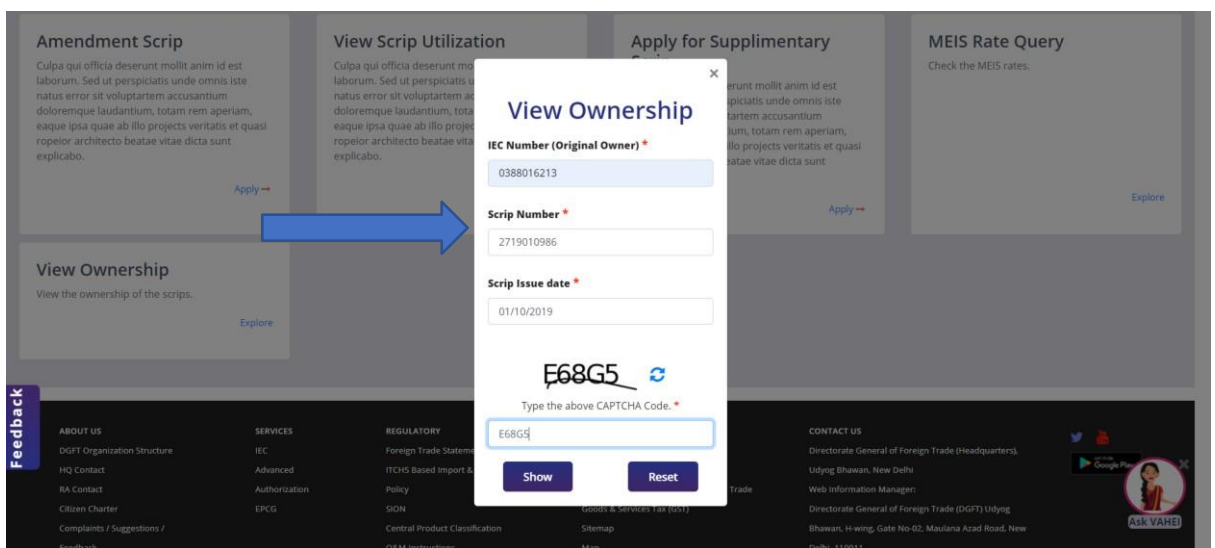 Amendment Scrip
Culpa qui officia deserunt mollit anim id est
laborum. Sed ut perspiciatis unde omnis iste
natus error sit voluptartem accusantium
doloremque laudantium, totam rem aperiam,
eaque ipsa quae ab illo projects veritatis et quasi
ropeior architecto beatae vitae dicta sunt
explicabo.
Apply
View Scrip Utilization
Culpa qui officia deserunt mo
laborum. Sed ut perspiciatis u
natus error sit voluptartem ac
doloremque laudantium, tota
eaque ipsa quae ab illo projec
ropeior architecto beatae vita
explicabo.
Apply for Supplimentary
erunt mollit anim id est
spiciatis unde omnis iste
tartem accusantium
ium, totam rem aperiam,
illo projects veritatis et quasi
eatae vitae dicta sunt
Apply
MEIS Rate Query
Check the MEIS rates.
Explore
View Ownership
View the ownership of the scrips.
Explore
×
View Ownership
IEC Number (Original Owner) *
0388016213
Scrip Number *
2719010986
Scrip Issue date *
01/10/2019
E68G5
Type the above CAPTCHA Code. *
E68G5
Show Reset
Feedback
ABOUT US
DGFT Organization Structure
HQ Contact
RA Contact
Citizen Charter
Complaints / Suggestions /
Feedback
SERVICES
IEC
Advanced
Authorization
EPCG
REGULATORY
Foreign Trade Stateme
ITCHS Based Import &
Policy
SION
Central Product Classification
Trade
Goods & Services Tax (GST)
Sitemap
CONTACT US
Directorate General of Foreign Trade (Headquarters),
Udyog Bhawan, New Delhi
Web Information Manager:
Directorate General of Foreign Trade (DGFT) Udyog
Bhawan, H-wing, Gate No-02, Maulana Azad Road, New
Delhi -110011
Google Play
Ask VAHEI